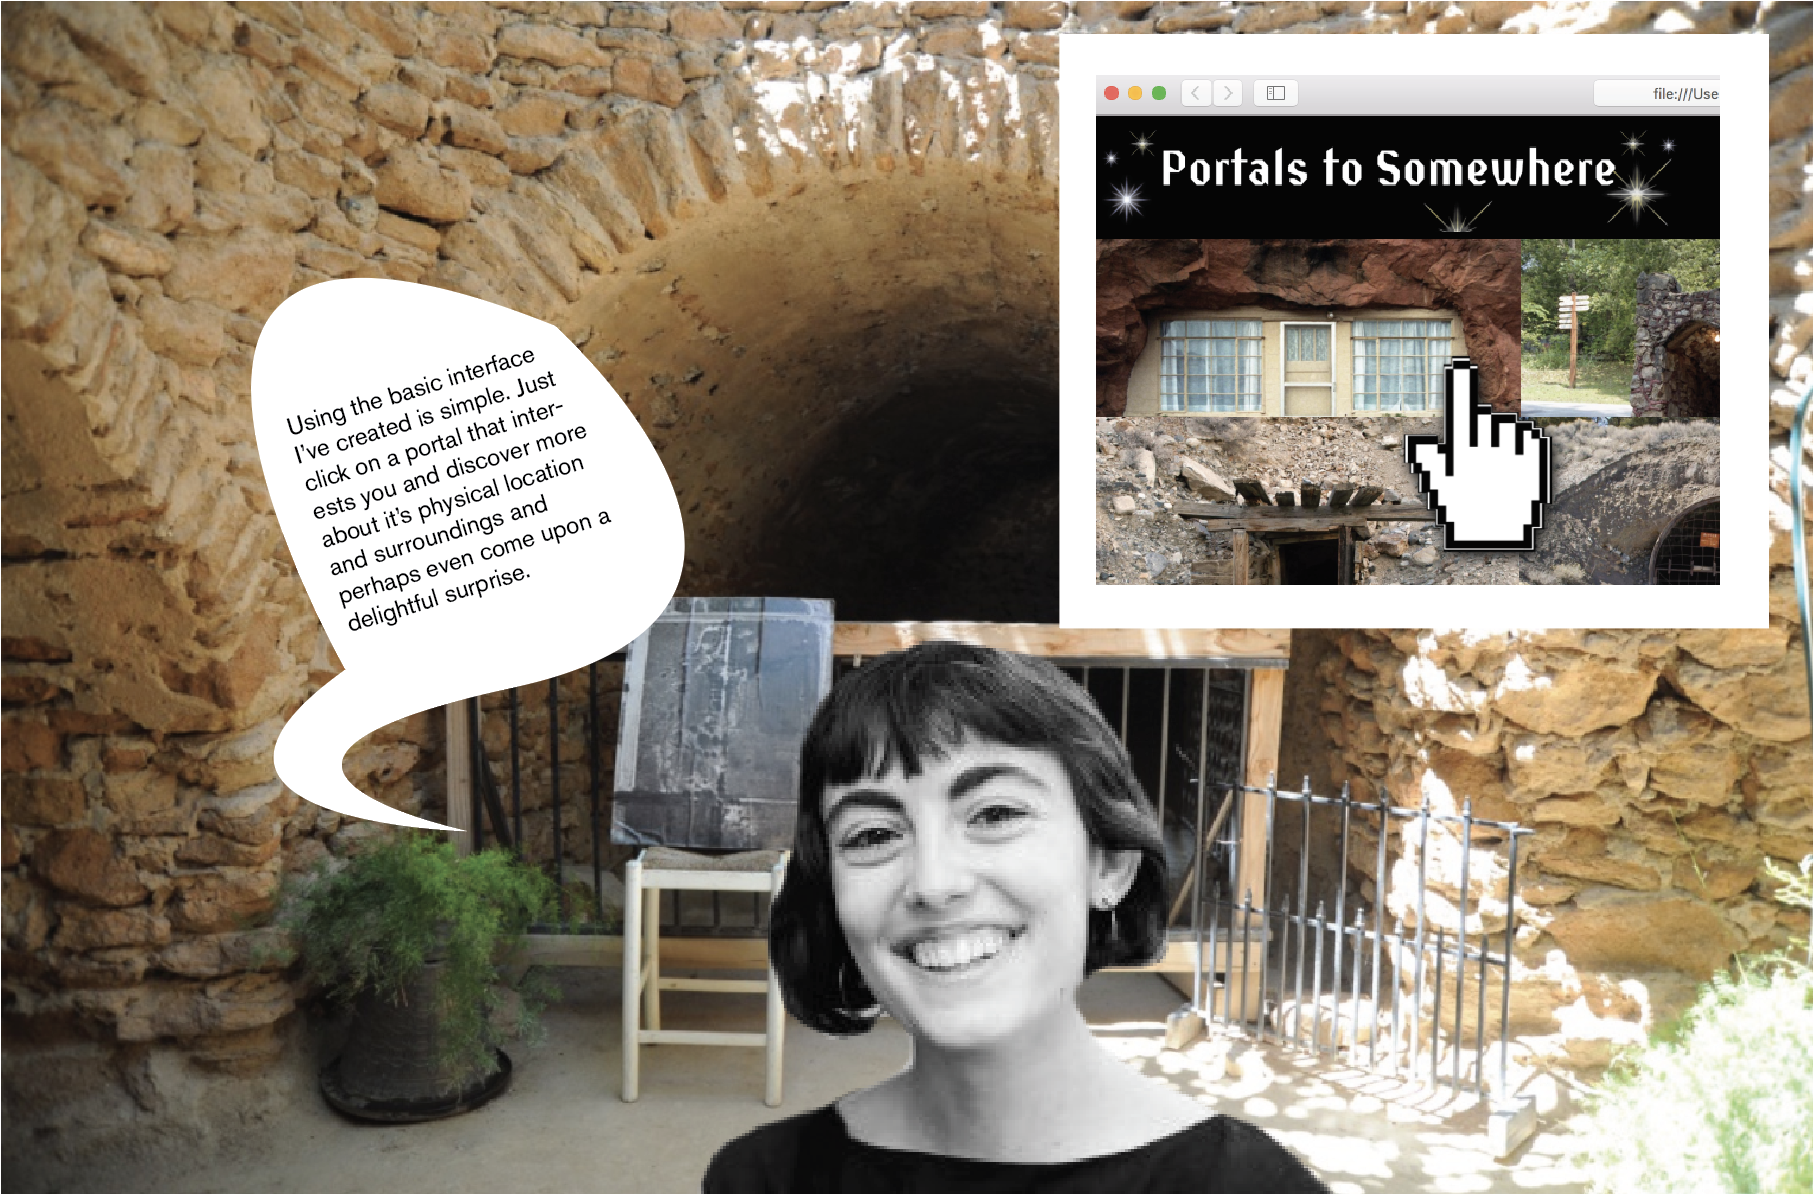 Using the basic interface
I've created is simple. Just
click on a portal that inter-
ests you and discover more
about it's physical location
and surroundings and
perhaps even come upon a
delightful surprise.
file:///Use
Portals to Somewhere